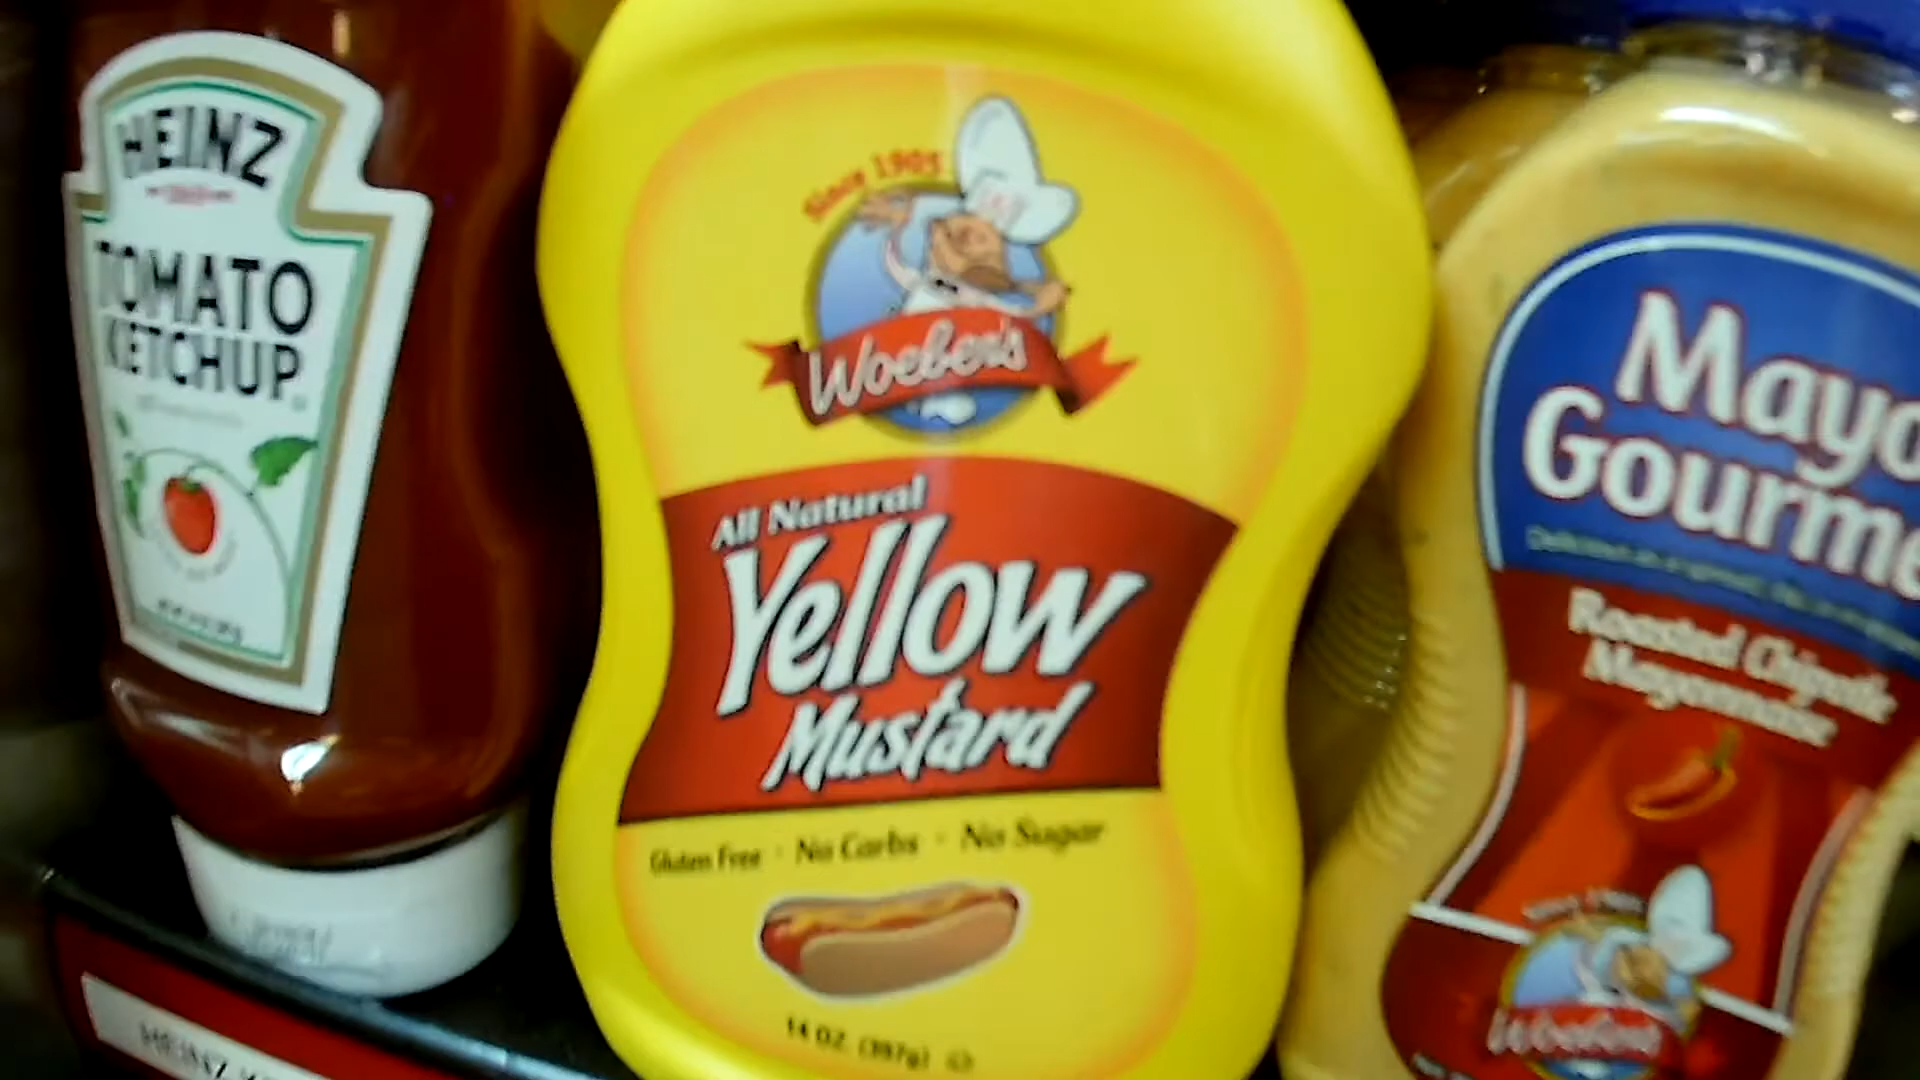 HEINZ
TOMATO
KETCHUP
Since 1905
Woeber's
All Natural
Yellow
Mustard
Gluten Free · No Carbs · No Sugar
14 OZ. (397g)
Mayo
Gourme
Roasted Chipotle
Mayonnaise
Woeber's
HEINZ